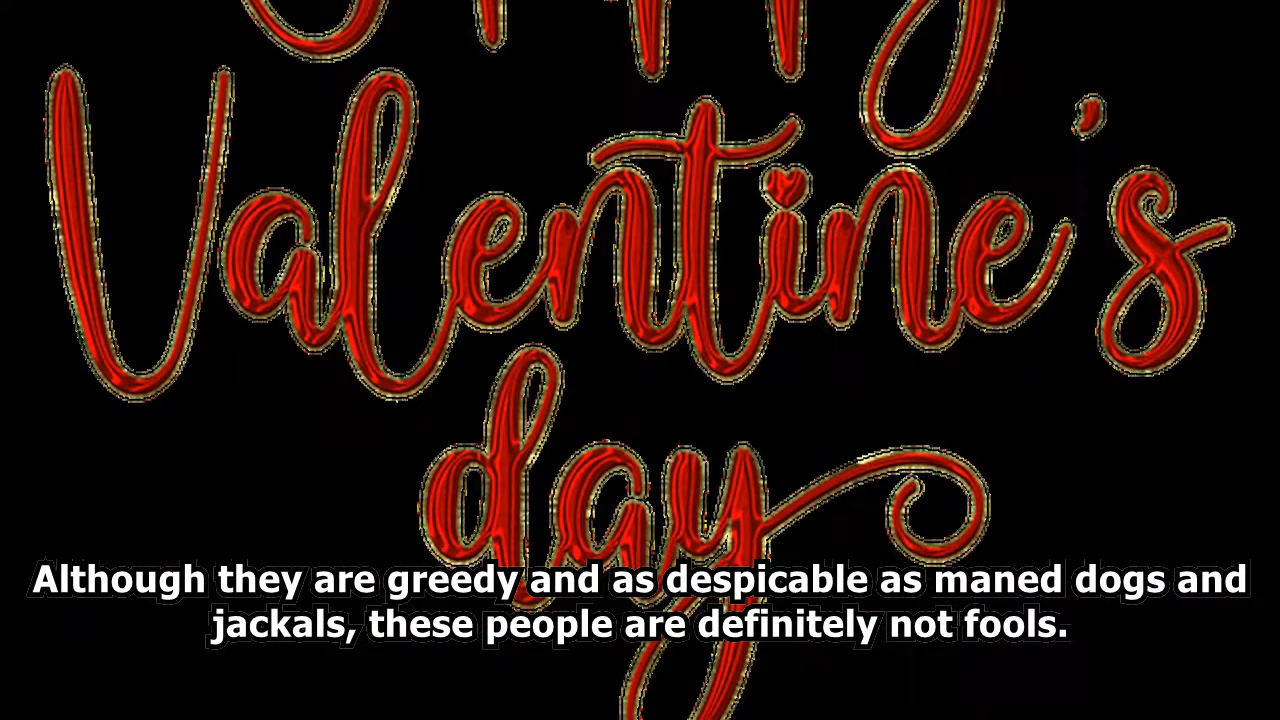 Valentine's
day
Although they are greedy and as despicable as maned dogs and
jackals, these people are definitely not fools.